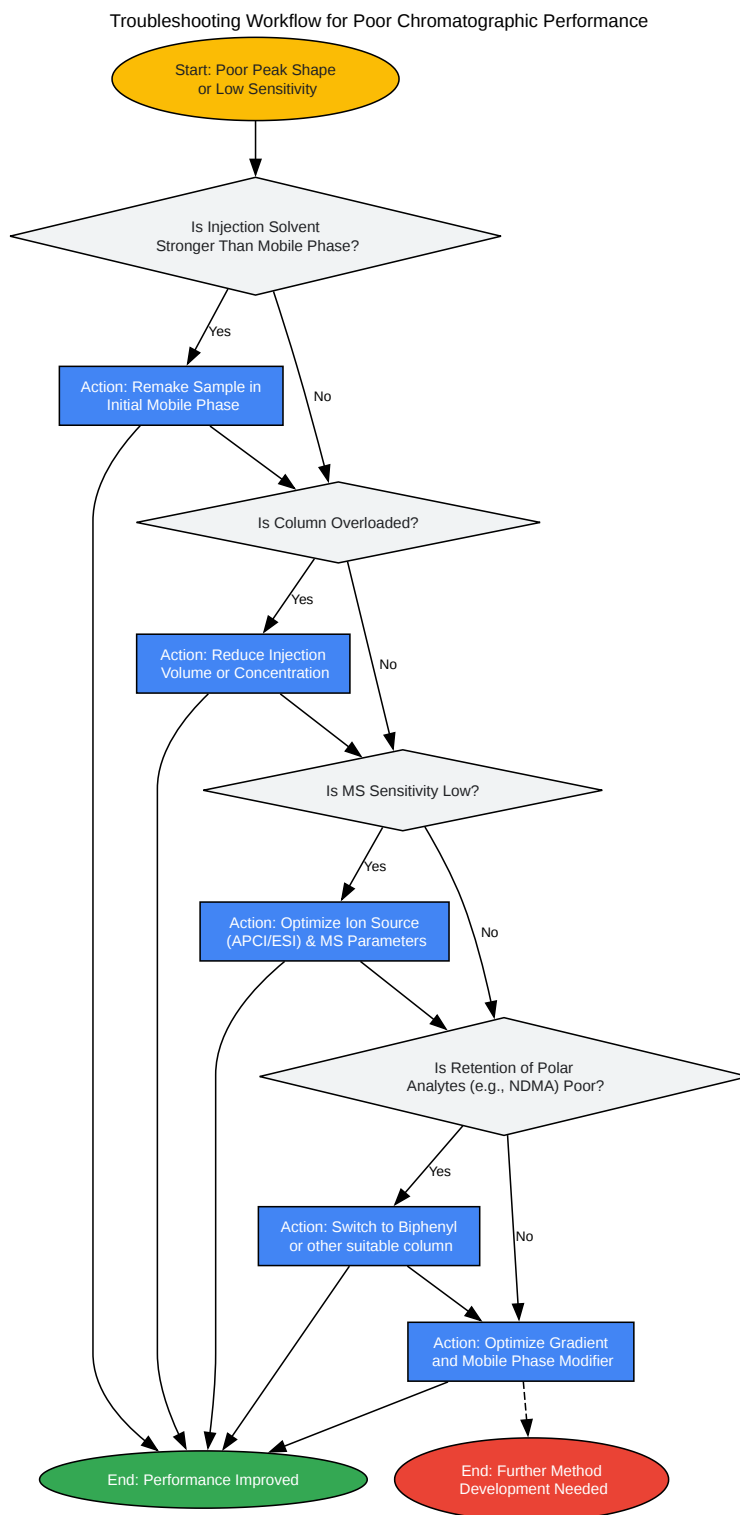 Troubleshooting Workflow for Poor Chromatographic Performance
Start: Poor Peak Shape
or Low Sensitivity
Is Injection Solvent
Stronger Than Mobile Phase?
Yes
No
Action: Remake Sample in
Initial Mobile Phase
Is Column Overloaded?
Yes
No
Action: Reduce Injection
Volume or Concentration
Is MS Sensitivity Low?
Yes
No
Action: Optimize Ion Source
(APCI/ESI) & MS Parameters
Is Retention of Polar
Analytes (e.g., NDMA) Poor?
Yes
No
Action: Switch to Biphenyl
or other suitable column
Action: Optimize Gradient
and Mobile Phase Modifier
End: Performance Improved
End: Further Method
Development Needed